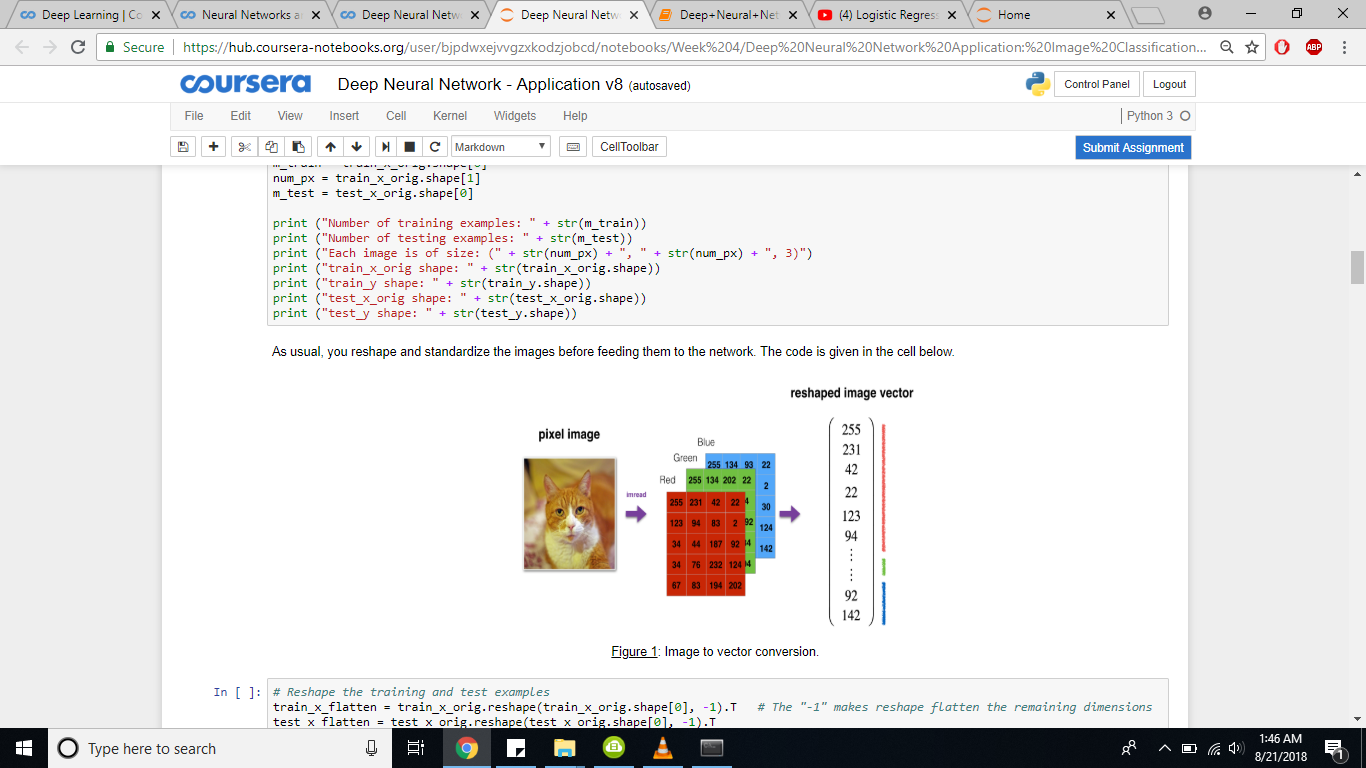 Deep Learning | Co
Neural Networks a
Deep Neural Netw
Deep Neural Netw
Deep+Neural+Net
(4) Logistic Regres
Home
Secure
https://hub.coursera-notebooks.org/user/bjpdwxejvvgzxkodzjobcd/notebooks/Week%204/Deep%20Neural%20Network%20Application:%20Image%20Classification...
ABP
coursera
Deep Neural Network - Application v8 (autosaved)
Control Panel
Logout
File Edit View Insert Cell Kernel Widgets Help
Python 3
Markdown
CellToolbar
Submit Assignment
num_px = train_x_orig.shape[1]
m_test = test_x_orig.shape[0]
print ("Number of training examples: " + str(m_train))
print ("Number of testing examples: " + str(m_test))
print ("Each image is of size: (" + str(num_px) + ", " + str(num_px) + ", 3)")
print ("train_x_orig shape: " + str(train_x_orig.shape))
print ("train_y shape: " + str(train_y.shape))
print ("test_x_orig shape: " + str(test_x_orig.shape))
print ("test_y shape: " + str(test_y.shape))
As usual, you reshape and standardize the images before feeding them to the network. The code is given in the cell below.
reshaped image vector
pixel image
Blue
Green
Red
imread
255 134 93 22
2
30
124
142
255 134 202 22
4
92
255 231 42 22
123 94 83 2
34 44 187 92
34 76 232 124
67 83 194 202
255
231
42
22
123
94
⋮
⋮
92
142
Figure 1: Image to vector conversion.
In [ ]:
# Reshape the training and test examples
train_x_flatten = train_x_orig.reshape(train_x_orig.shape[0], -1).T # The "-1" makes reshape flatten the remaining dimensions
test_x_flatten = test_x_orig.reshape(test_x_orig.shape[0], -1).T
Type here to search
1:46 AM
8/21/2018
1